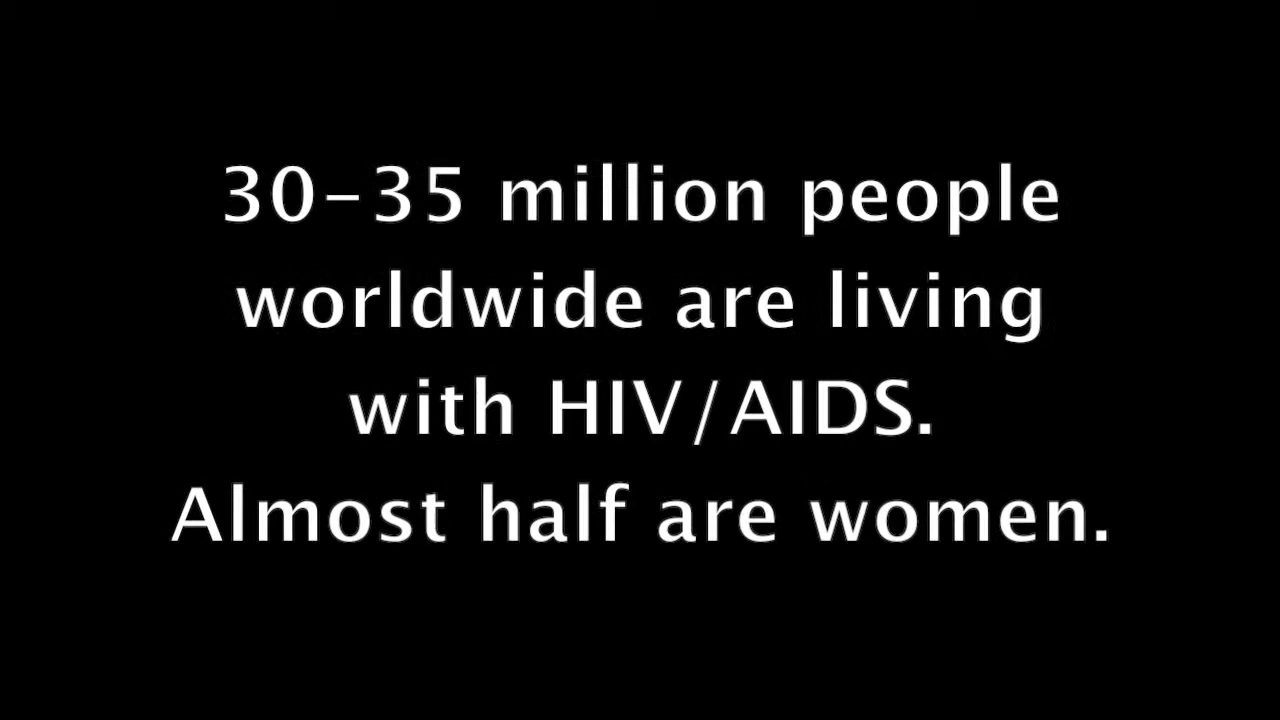 30-35 million people
worldwide are living
with HIV/AIDS.
Almost half are women.